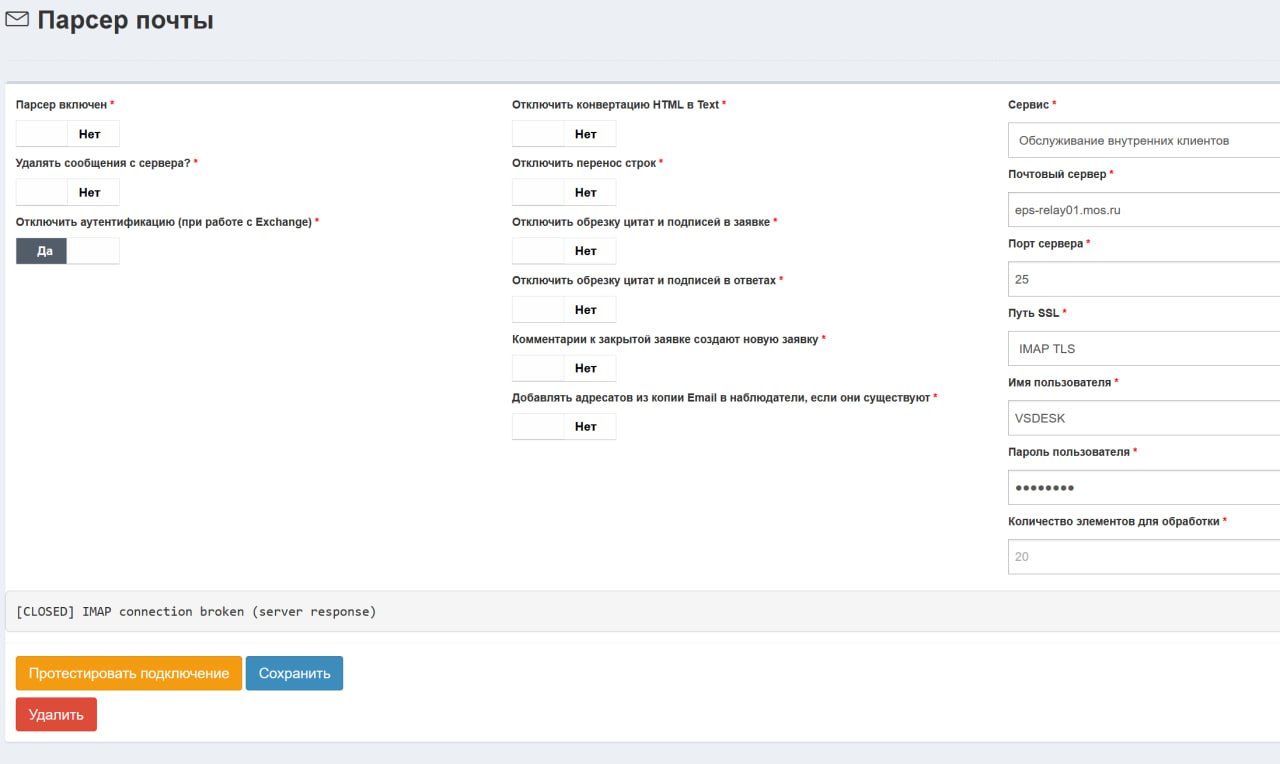 Парсер почты
Парсер включен *
Нет
Удалять сообщения с сервера? *
Нет
Отключить аутентификацию (при работе с Exchange) *
Да
Отключить конвертацию HTML в Text *
Нет
Отключить перенос строк *
Нет
Отключить обрезку цитат и подписей в заявке *
Нет
Отключить обрезку цитат и подписей в ответах *
Нет
Комментарии к закрытой заявке создают новую заявку *
Нет
Добавлять адресатов из копии Email в наблюдатели, если они существуют *
Нет
Сервис *
Обслуживание внутренних клиентов
Почтовый сервер *
eps-relay01.mos.ru
Порт сервера *
25
Путь SSL *
IMAP TLS
Имя пользователя *
VSDESK
Пароль пользователя *
●●●●●●●●
Количество элементов для обработки *
20
[CLOSED] IMAP connection broken (server response)
Протестировать подключение
Сохранить
Удалить